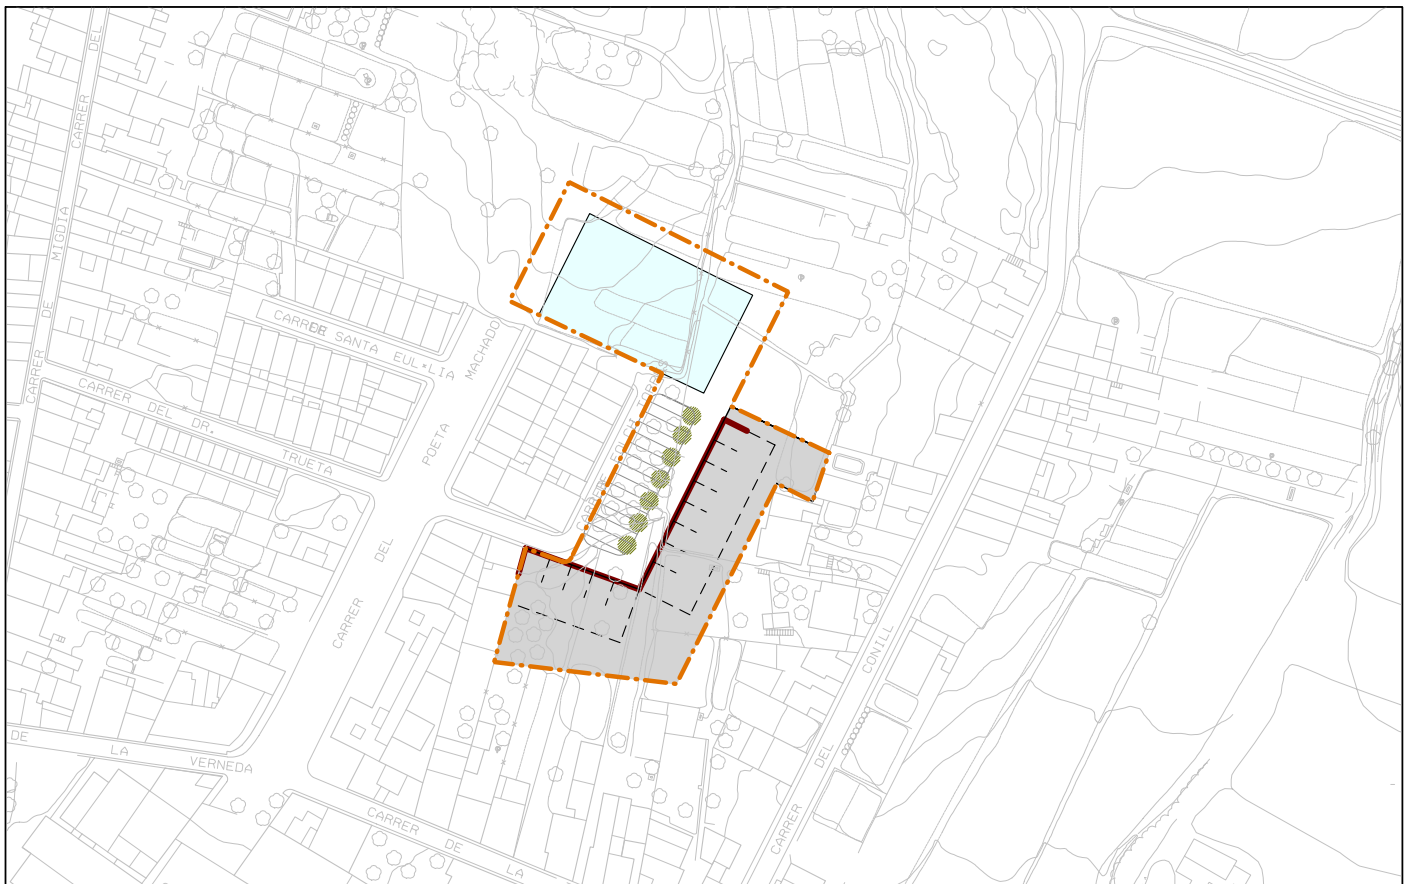 CARRER DEL
MIGDIA
CARRER DE
CARRER DE SANTA EUL·LIA
CARRER DEL DR. TRUETA
MACHADO
POETA
DEL
CARRER
FOLCH
DE LA VERNEDA
CARRER DE LA
CARRER DEL CONILL